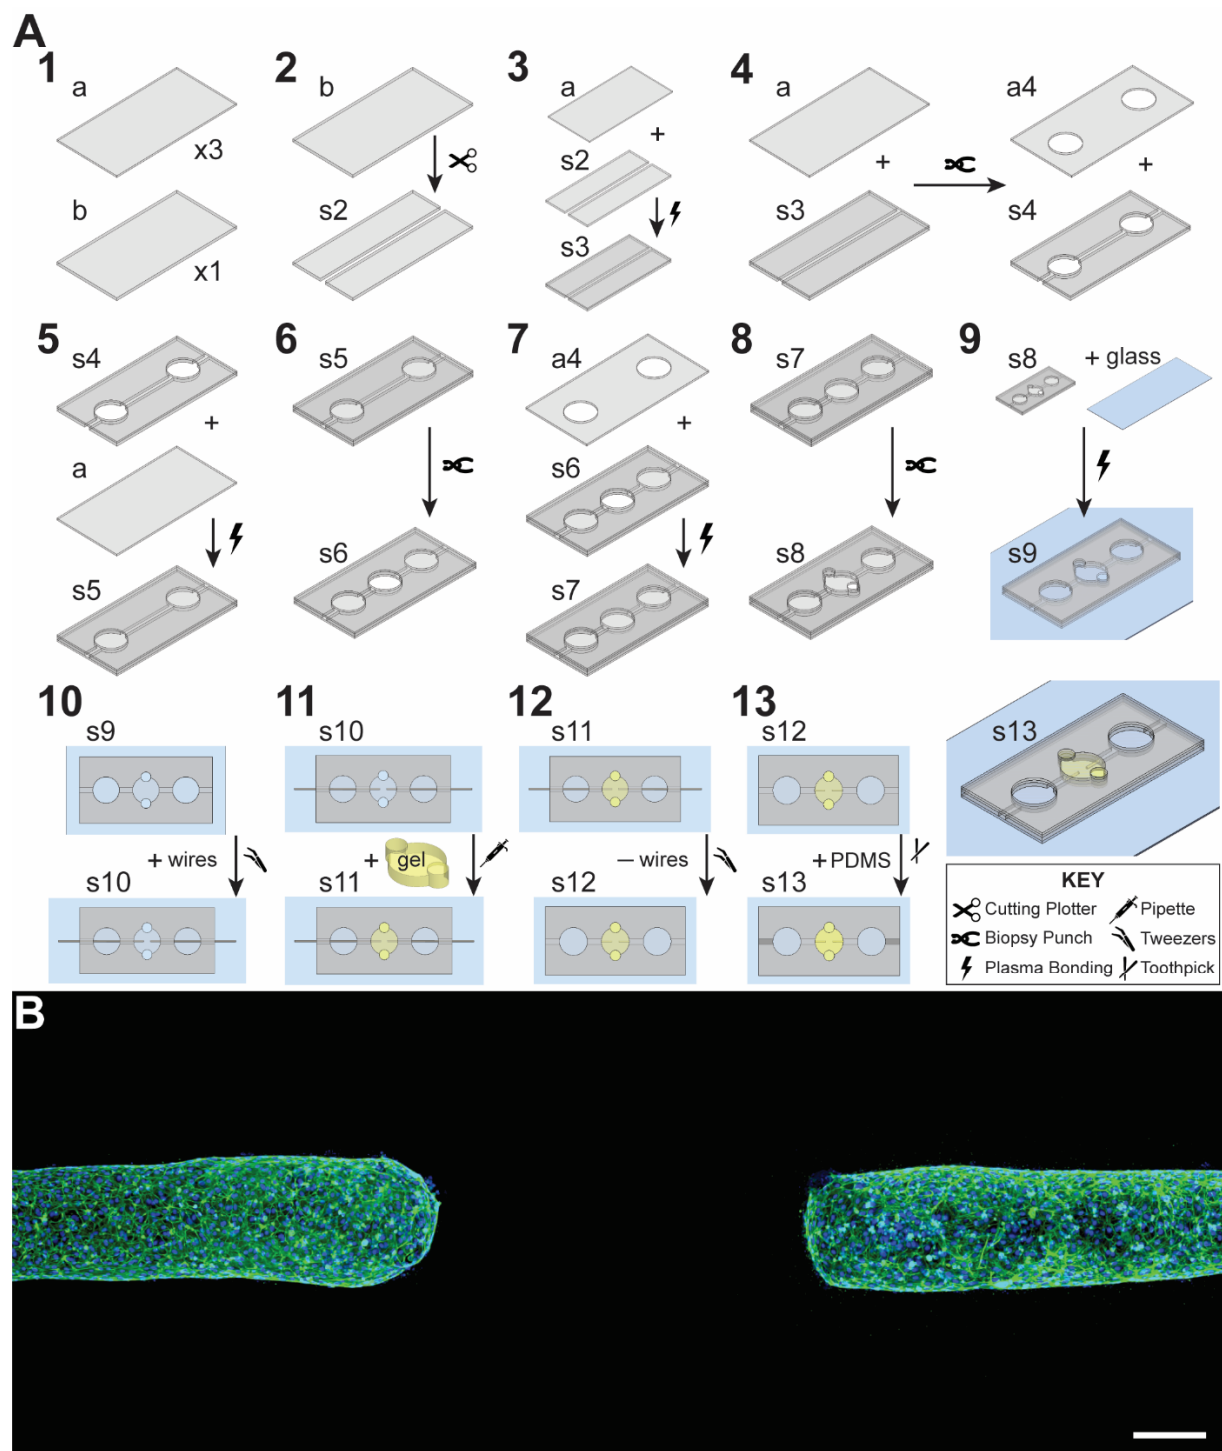 A
1
a
x3
b
x1
2
b
s2
3
a
+
s2
s3
4
a
+
s3
a4
+
s4
5
s4
+
a
s5
6
s5
s6
7
a4
+
s6
s7
8
s7
s8
9
s8
+ glass
s9
10
s9
+ wires
s10
11
s10
+ gel
s11
12
s11
– wires
s12
13
s12
+ PDMS
s13
s13
KEY
Cutting Plotter
Pipette
Biopsy Punch
Tweezers
Plasma Bonding
Toothpick
B